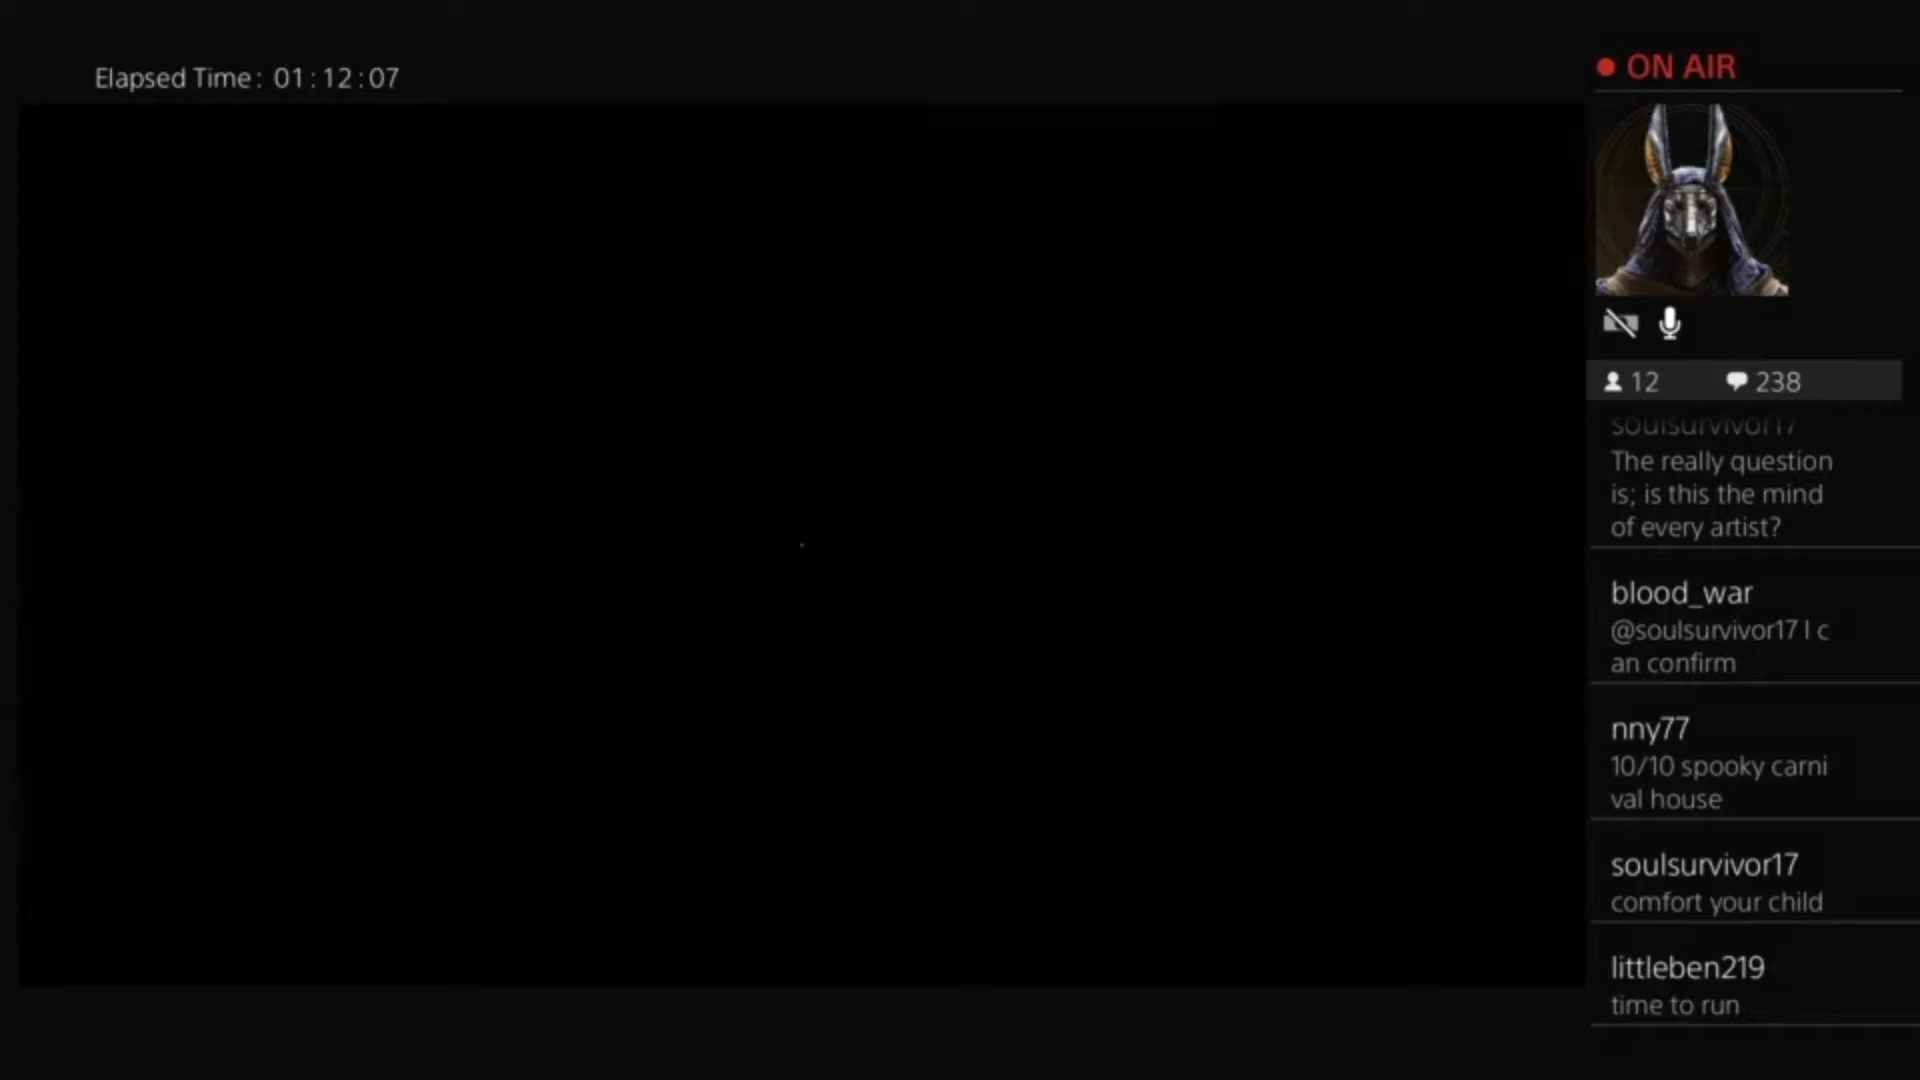 Elapsed Time: 01:12:07
ON AIR
12 238
soulsurvivor17
The really question
is; is this the mind
of every artist?
blood_war
@soulsurvivor17 I c
an confirm
nny77
10/10 spooky carni
val house
soulsurvivor17
comfort your child
littleben219
time to run